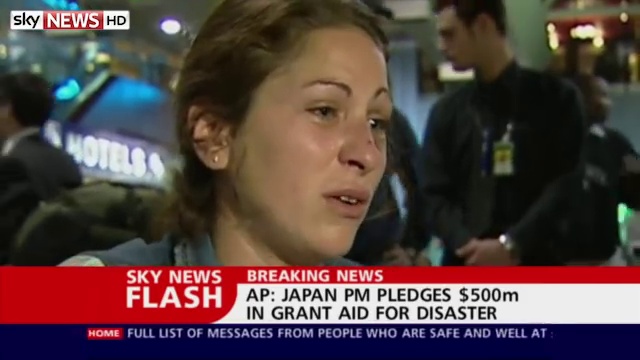 sky NEWS HD
HOTELS
SKY NEWS
FLASH
BREAKING NEWS
AP: JAPAN PM PLEDGES $500m
IN GRANT AID FOR DISASTER
HOME FULL LIST OF MESSAGES FROM PEOPLE WHO ARE SAFE AND WELL AT :